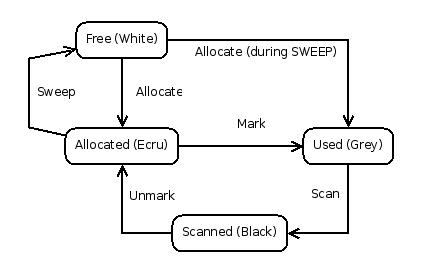 Free (White)
Allocate (during SWEEP)
Sweep
Allocate
Mark
Allocated (Ecru)
Used (Grey)
Unmark
Scan
Scanned (Black)